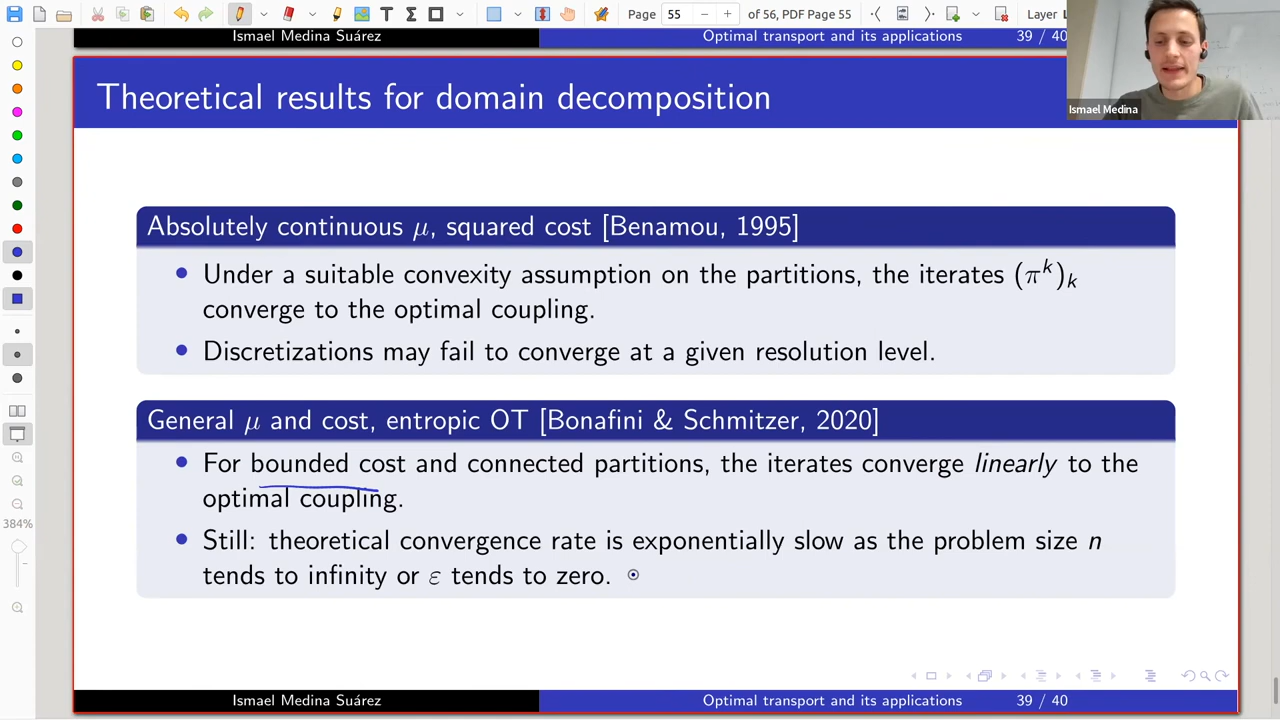 Page 55 of 56, PDF Page 55 Layer
Ismael Medina Suárez Optimal transport and its applications 39 / 40
Theoretical results for domain decomposition
Ismael Medina
Absolutely continuous μ, squared cost [Benamou, 1995]
Under a suitable convexity assumption on the partitions, the iterates (π^k)_k
converge to the optimal coupling.
Discretizations may fail to converge at a given resolution level.
General μ and cost, entropic OT [Bonafini & Schmitzer, 2020]
For bounded cost and connected partitions, the iterates converge linearly to the
optimal coupling.
Still: theoretical convergence rate is exponentially slow as the problem size n
tends to infinity or ε tends to zero.
384%
Ismael Medina Suárez Optimal transport and its applications 39 / 40